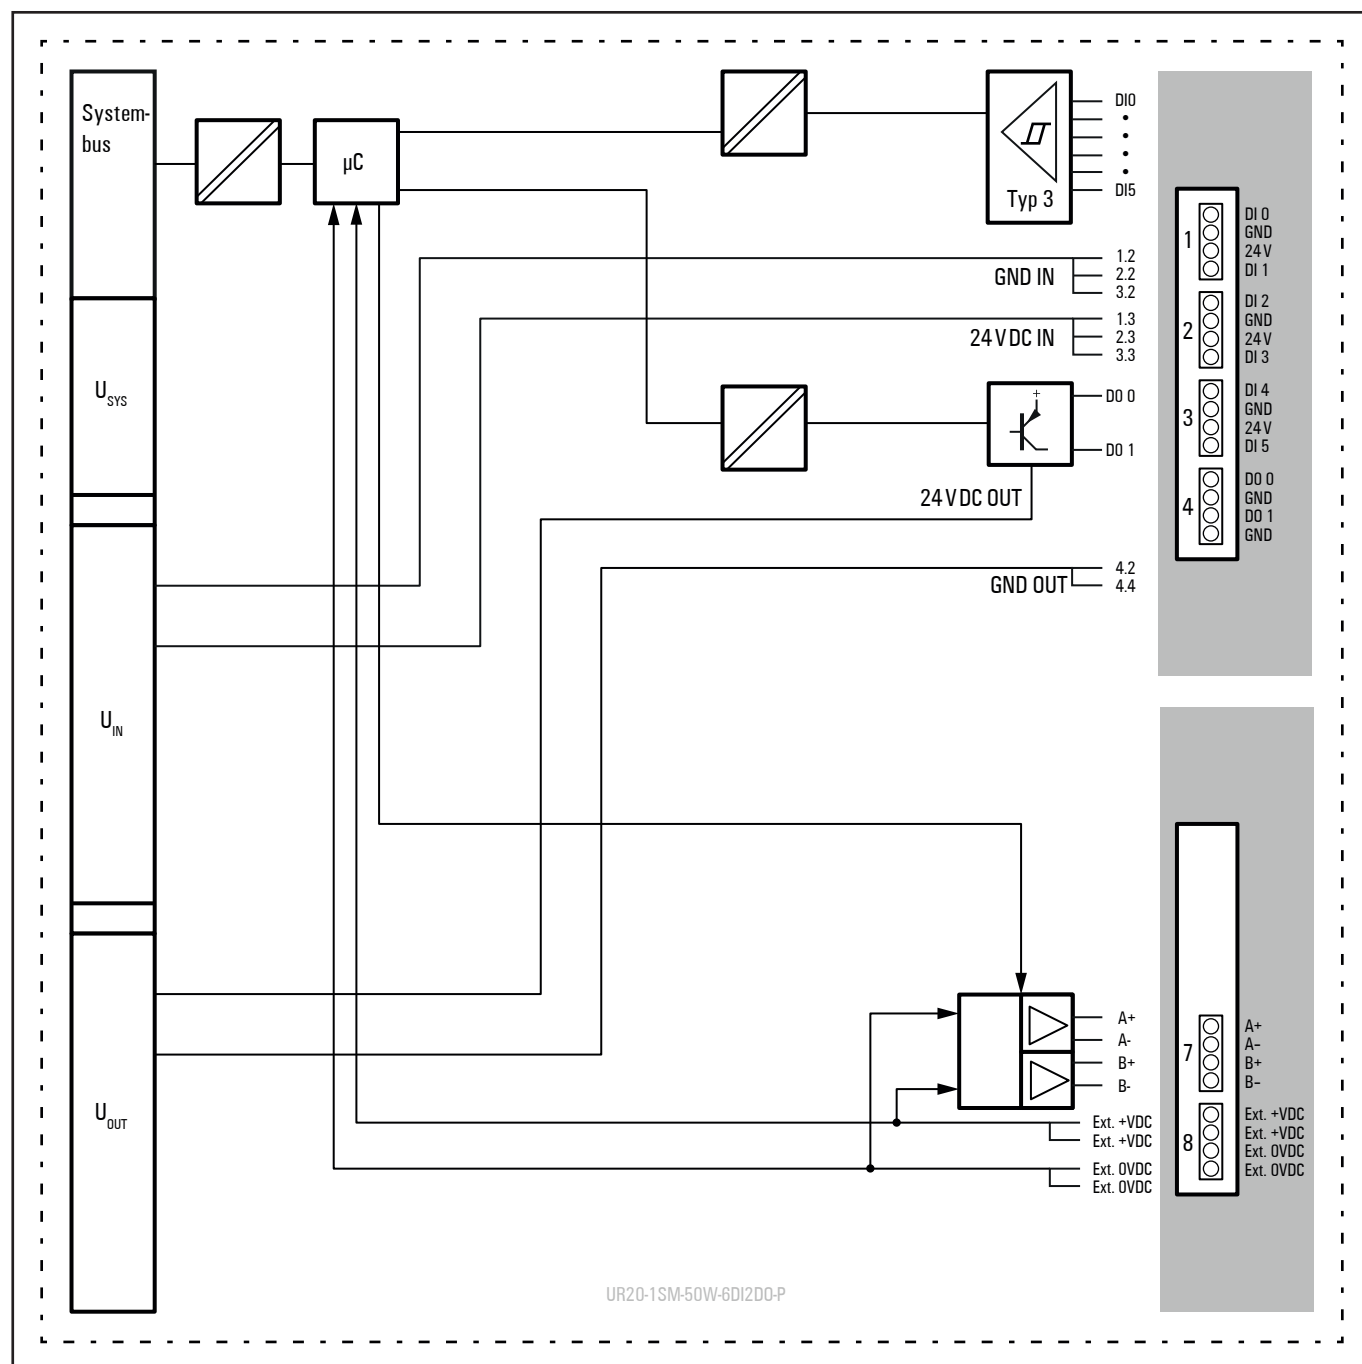 System-
bus
µC
Typ 3
DI0
DI5
GND IN
1.2
2.2
3.2
24 V DC IN
1.3
2.3
3.3
U SYS
DO 0
DO 1
24 V DC OUT
GND OUT
4.2
4.4
U IN
U OUT
A+
A-
B+
B-
Ext. +VDC
Ext. +VDC
Ext. 0VDC
Ext. 0VDC
1
DI 0
GND
24 V
DI 1
2
DI 2
GND
24 V
DI 3
3
DI 4
GND
24 V
DI 5
4
DO 0
GND
DO 1
GND
7
A+
A–
B+
B–
8
Ext. +VDC
Ext. +VDC
Ext. 0VDC
Ext. 0VDC
UR20-1SM-50W-6DI2DO-P